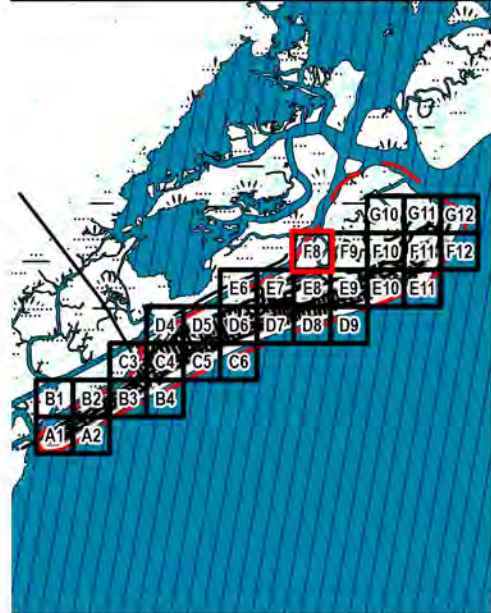 G10 G11 G12
F8 F9 F10 F11 F12
E6 E7 E8 E9 E10 E11
D4 D5 D6 D7 D8 D9
C3 C4 C5 C6
B1 B2 B3 B4
A1 A2